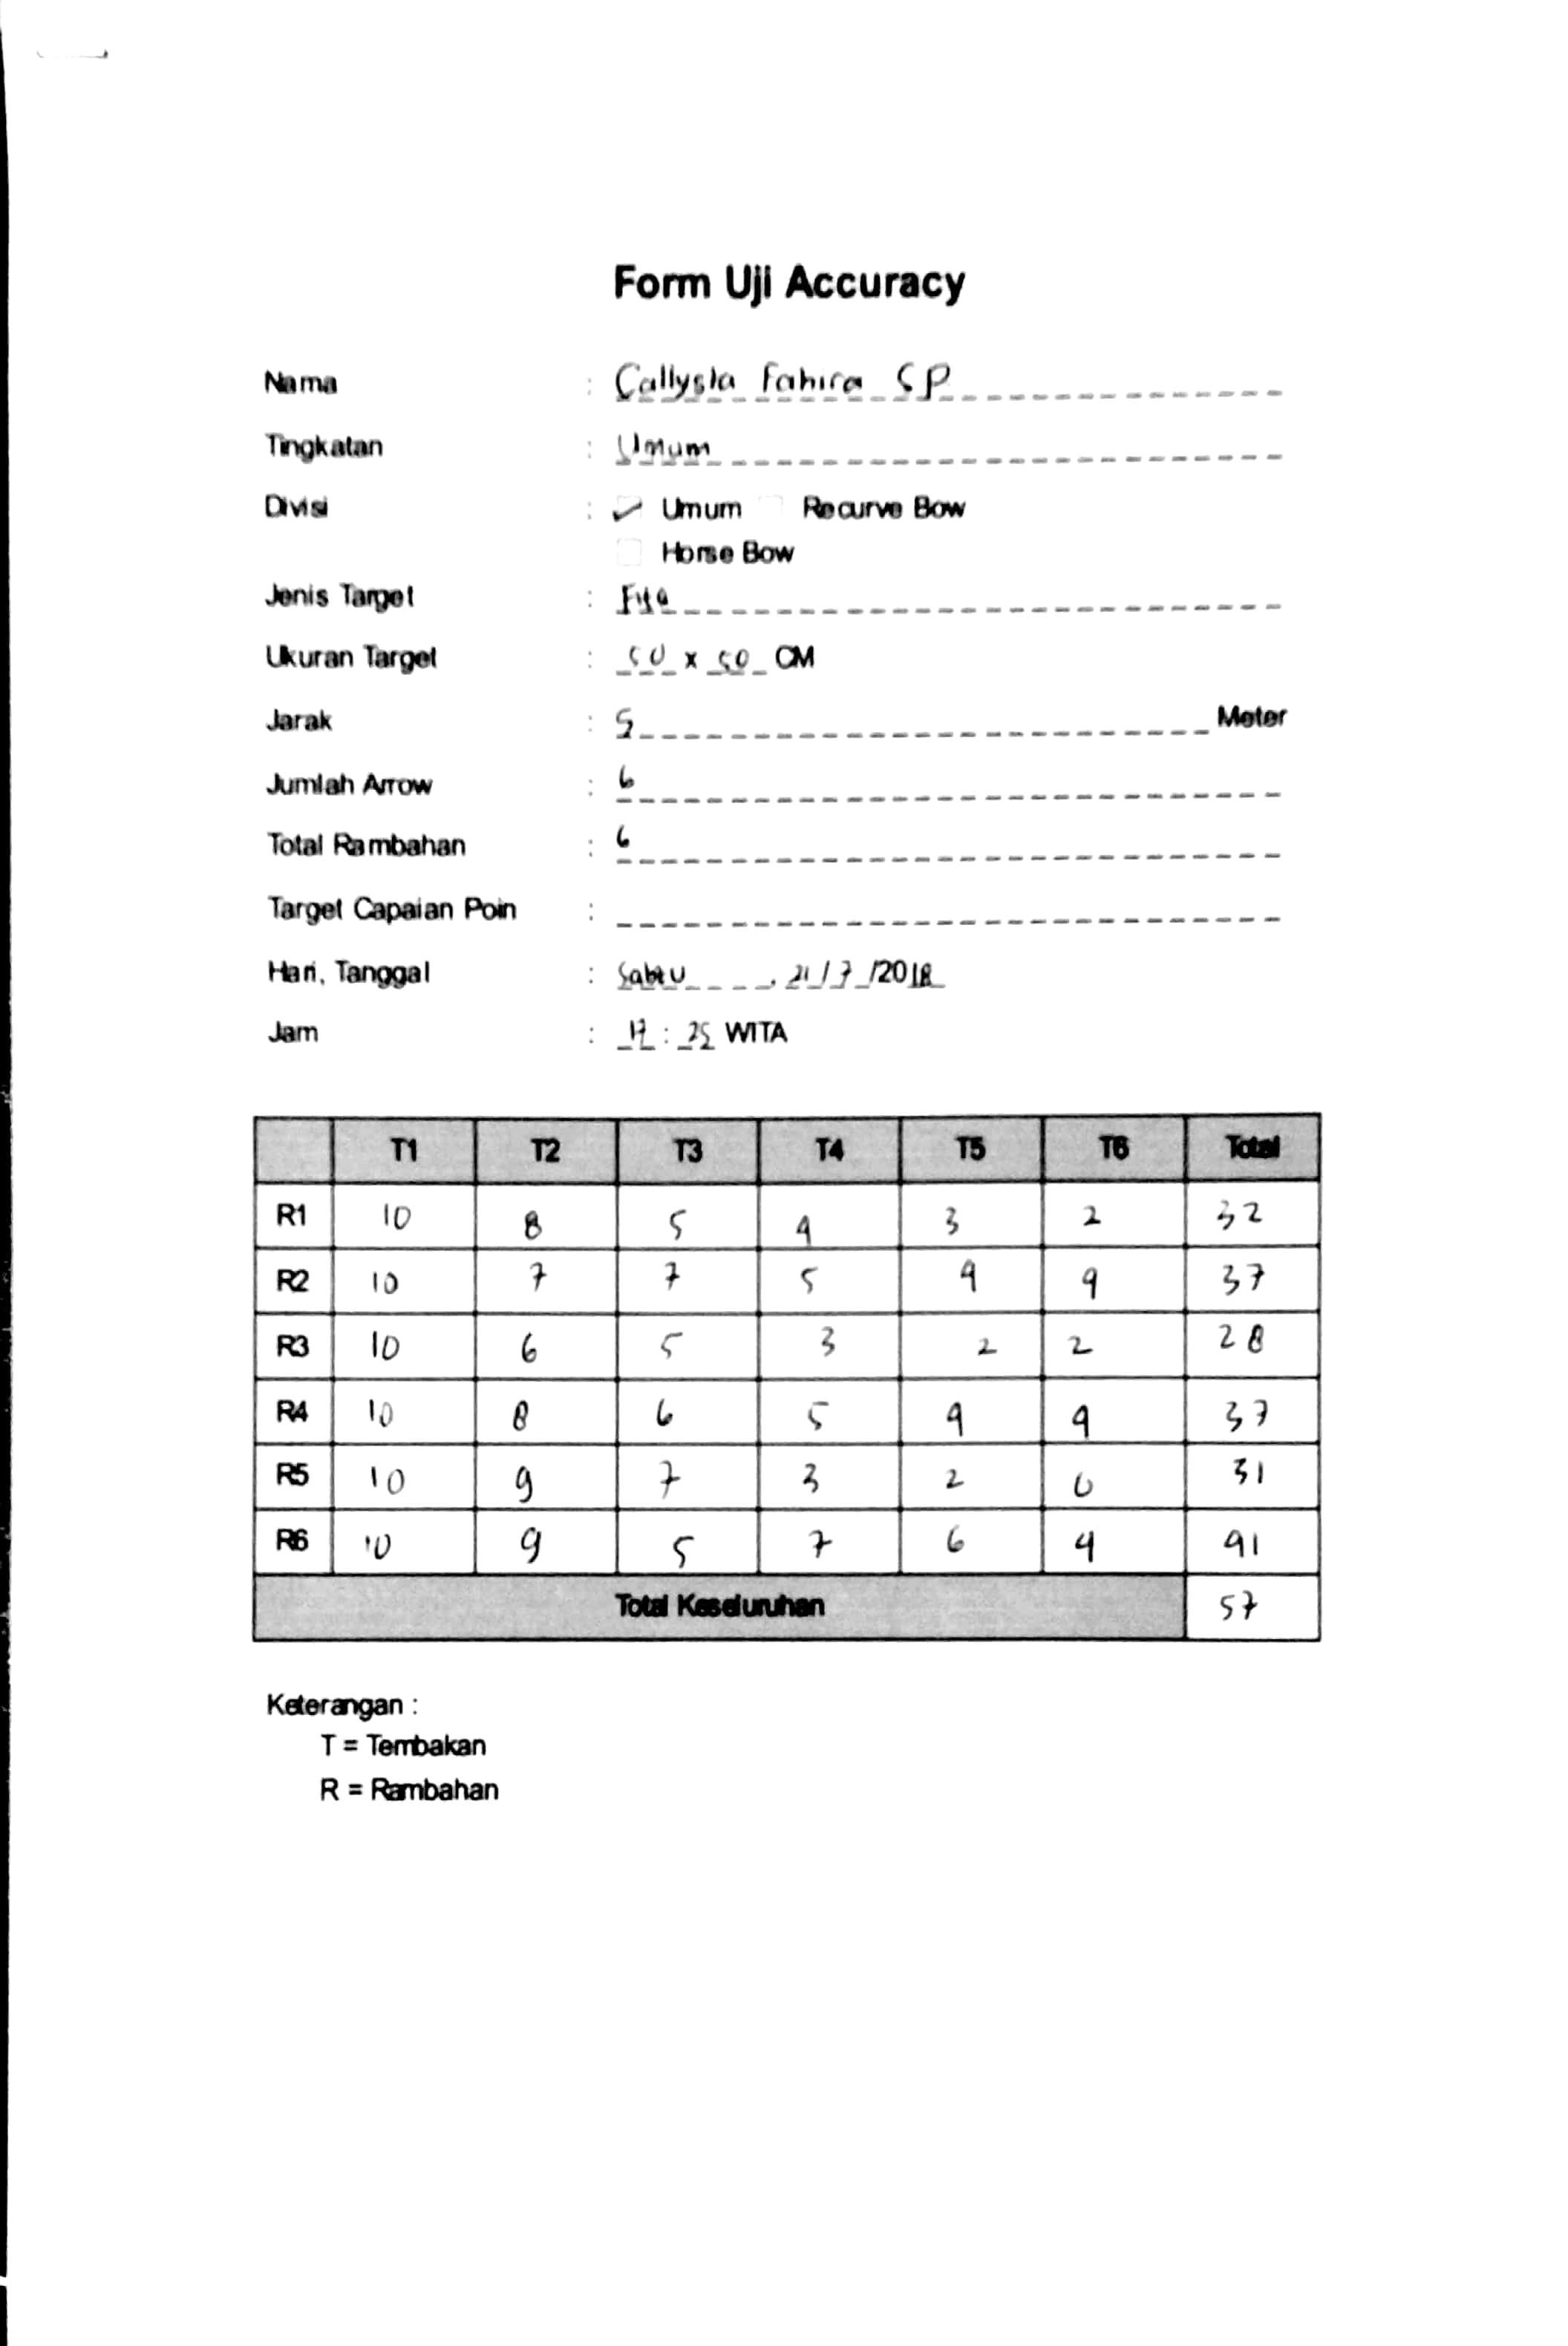 Form Uji Accuracy
Nama : Callysta Fahira SP
Tingkatan : Umum
Divisi : ✓ Umum Recurve Bow
Horse Bow
Jenis Target : Fita
Ukuran Target : 50 x 50 CM
Jarak : 5 Meter
Jumlah Arrow : 6
Total Rambahan : 6
Target Capaian Poin :
Hari, Tanggal : Sabtu , 21/7/2018
Jam : 17 : 25 WITA
T1 T2 T3 T4 T5 T6 Total
R1 10 8 5 4 3 2 32
R2 10 7 7 5 4 4 37
R3 10 6 5 3 2 2 28
R4 10 8 6 5 4 4 37
R5 10 9 7 3 2 0 31
R6 10 9 5 7 6 4 41
Total Keseluruhan 57
Keterangan :
T = Tembakan
R = Rambahan